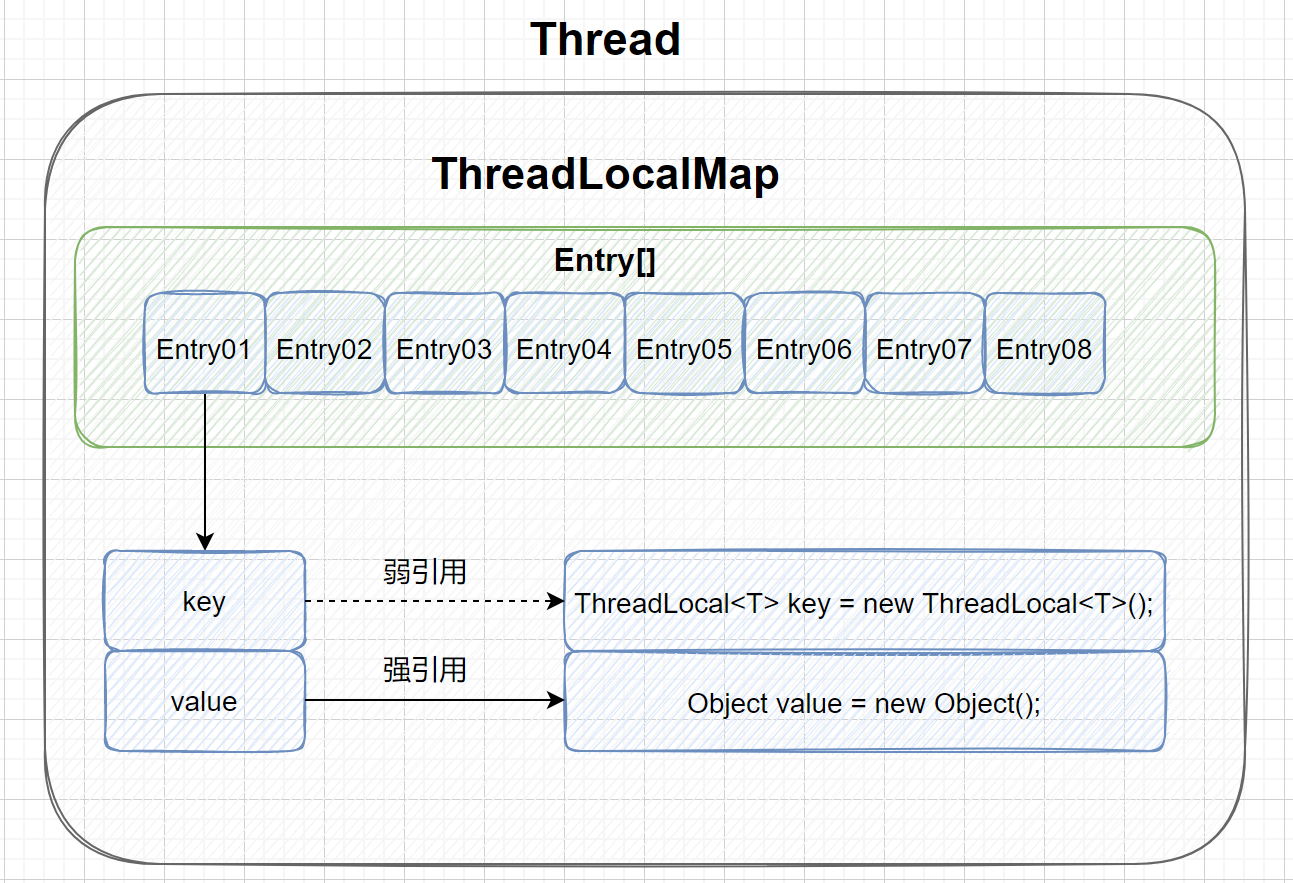 Thread
ThreadLocalMap
Entry[]
Entry01 Entry02 Entry03 Entry04 Entry05 Entry06 Entry07 Entry08
key
弱引用
ThreadLocal<T> key = new ThreadLocal<T>();
value
强引用
Object value = new Object();